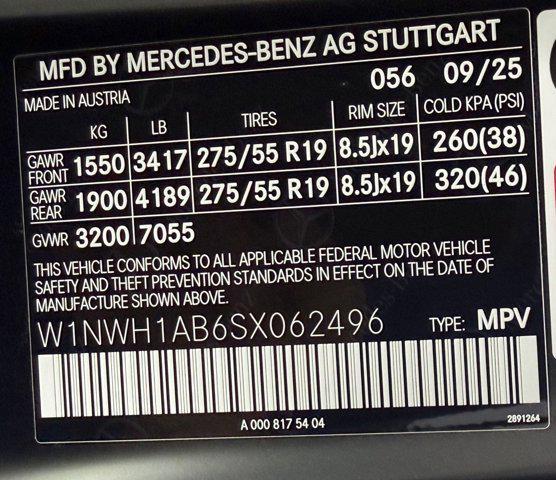 MFD BY MERCEDES-BENZ AG STUTTGART
056 09/25
MADE IN AUSTRIA
KG LB TIRES RIM SIZE COLD KPA (PSI)
GAWR FRONT 1550 3417 275/55 R19 8.5Jx19 260(38)
GAWR REAR 1900 4189 275/55 R19 8.5Jx19 320(46)
GVWR 3200 7055
THIS VEHICLE CONFORMS TO ALL APPLICABLE FEDERAL MOTOR VEHICLE
SAFETY AND THEFT PREVENTION STANDARDS IN EFFECT ON THE DATE OF
MANUFACTURE SHOWN ABOVE.
W1NWH1AB6SX062496 TYPE: MPV
A 000 817 54 04
2891264